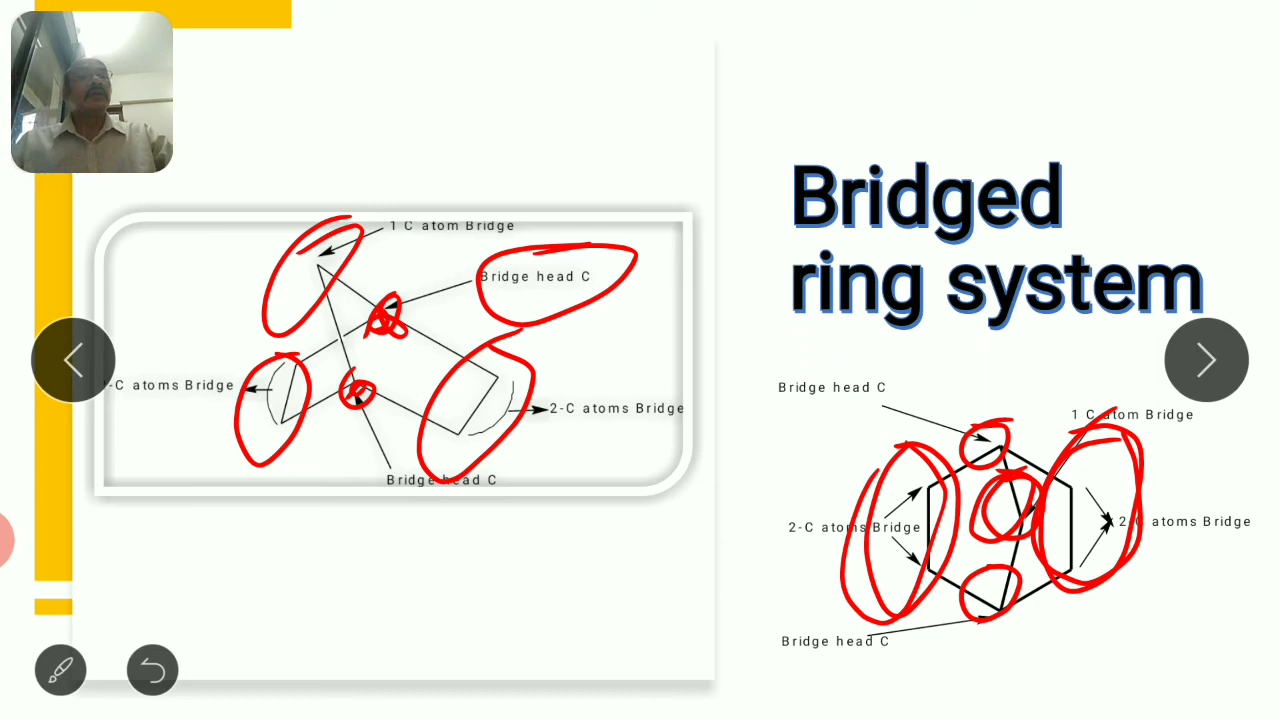 1 C atom Bridge
Bridge head C
-C atoms Bridge
2-C atoms Bridge
Bridge head C
Bridged
ring system
Bridge head C
1 C atom Bridge
2-C atoms Bridge
2-C atoms Bridge
Bridge head C